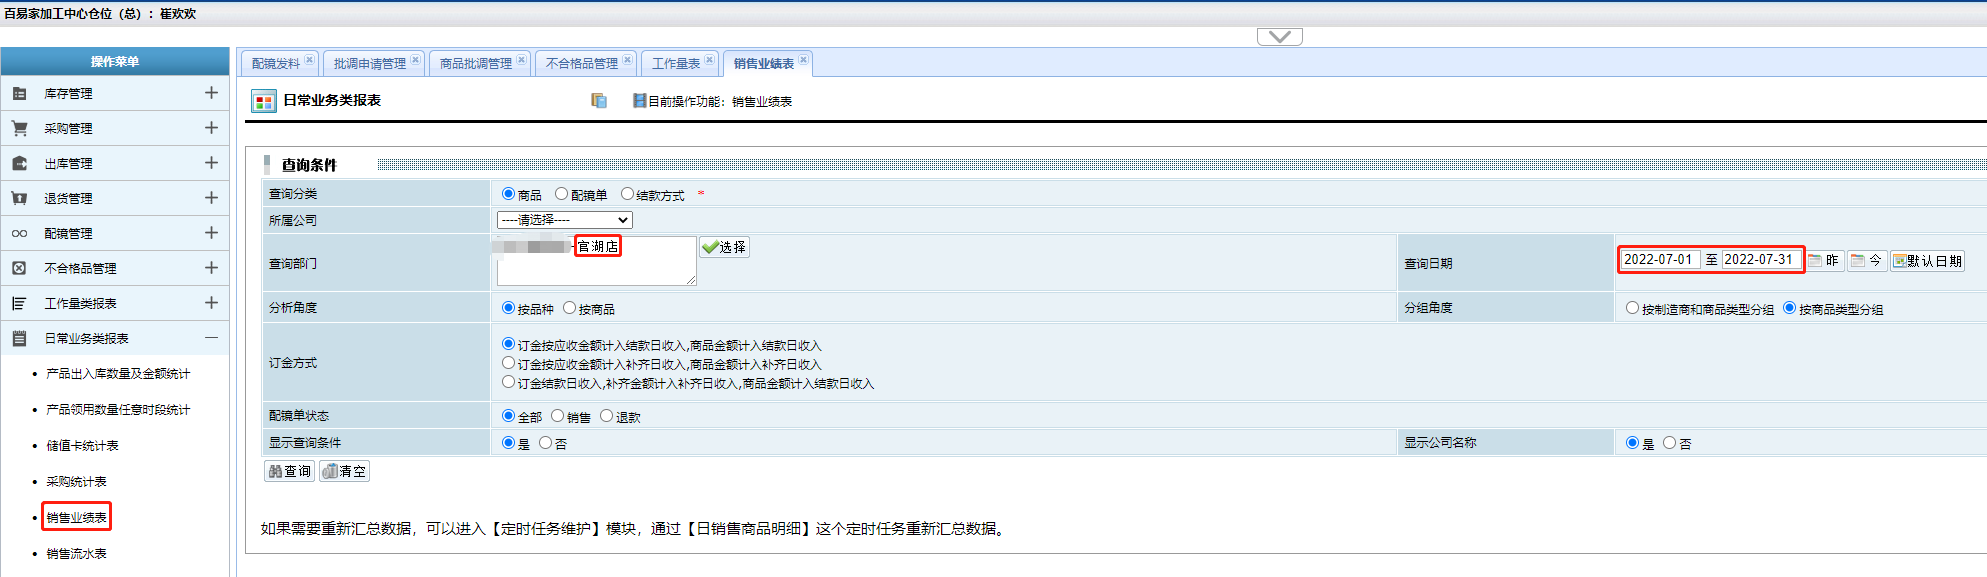 百易家加工中心仓位（总）：崔欢欢
操作菜单
库存管理
采购管理
出库管理
退货管理
配镜管理
不合格品管理
工作量类报表
日常业务类报表
产品出入库数量及金额统计
产品领用数量任意时段统计
储值卡统计表
采购统计表
销售业绩表
销售流水表
配镜发料 批调申请管理 商品批调管理 不合格品管理 工作量表 销售业绩表
日常业务类报表 目前操作功能：销售业绩表
查询条件
查询分类 商品 配镜单 结款方式 *
所属公司 ----请选择----
查询部门 官湖店 选择 查询日期 2022-07-01 至 2022-07-31 昨 今 默认日期
分析角度 按品种 按商品 分组角度 按制造商和商品类型分组 按商品类型分组
订金方式 订金按应收金额计入结款日收入,商品金额计入结款日收入
订金按应收金额计入补齐日收入,商品金额计入补齐日收入
订金结款日收入,补齐金额计入补齐日收入,商品金额计入结款日收入
配镜单状态 全部 销售 退款
显示查询条件 是 否 显示公司名称 是 否
查询 清空
如果需要重新汇总数据，可以进入【定时任务维护】模块，通过【日销售商品明细】这个定时任务重新汇总数据。